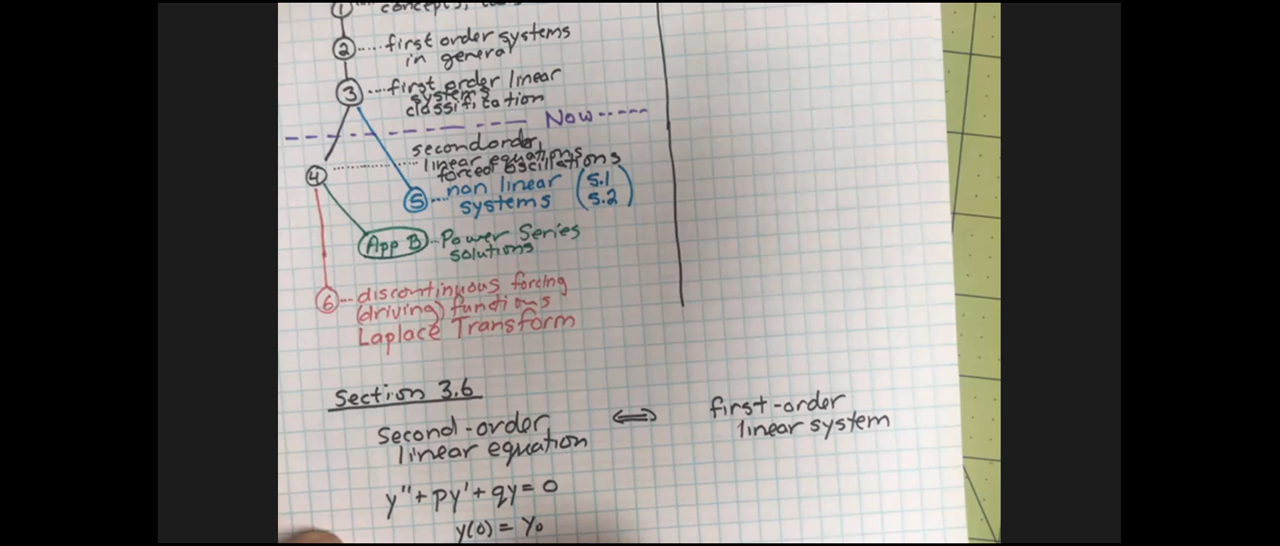 ① concepts,
② .... first order systems
in general
③ .... first order linear
systems
classification
Now
second order
linear equations
④ forced oscillations
⑤ ... non linear (5.1
systems 5.2)
App B .. Power Series
solutions
⑥ ... discontinuous forcing
(driving) functions
Laplace Transform
Section 3.6
second-order ⟺ first-order
linear equation linear system
y" + py' + qy = 0
y(0) = y₀